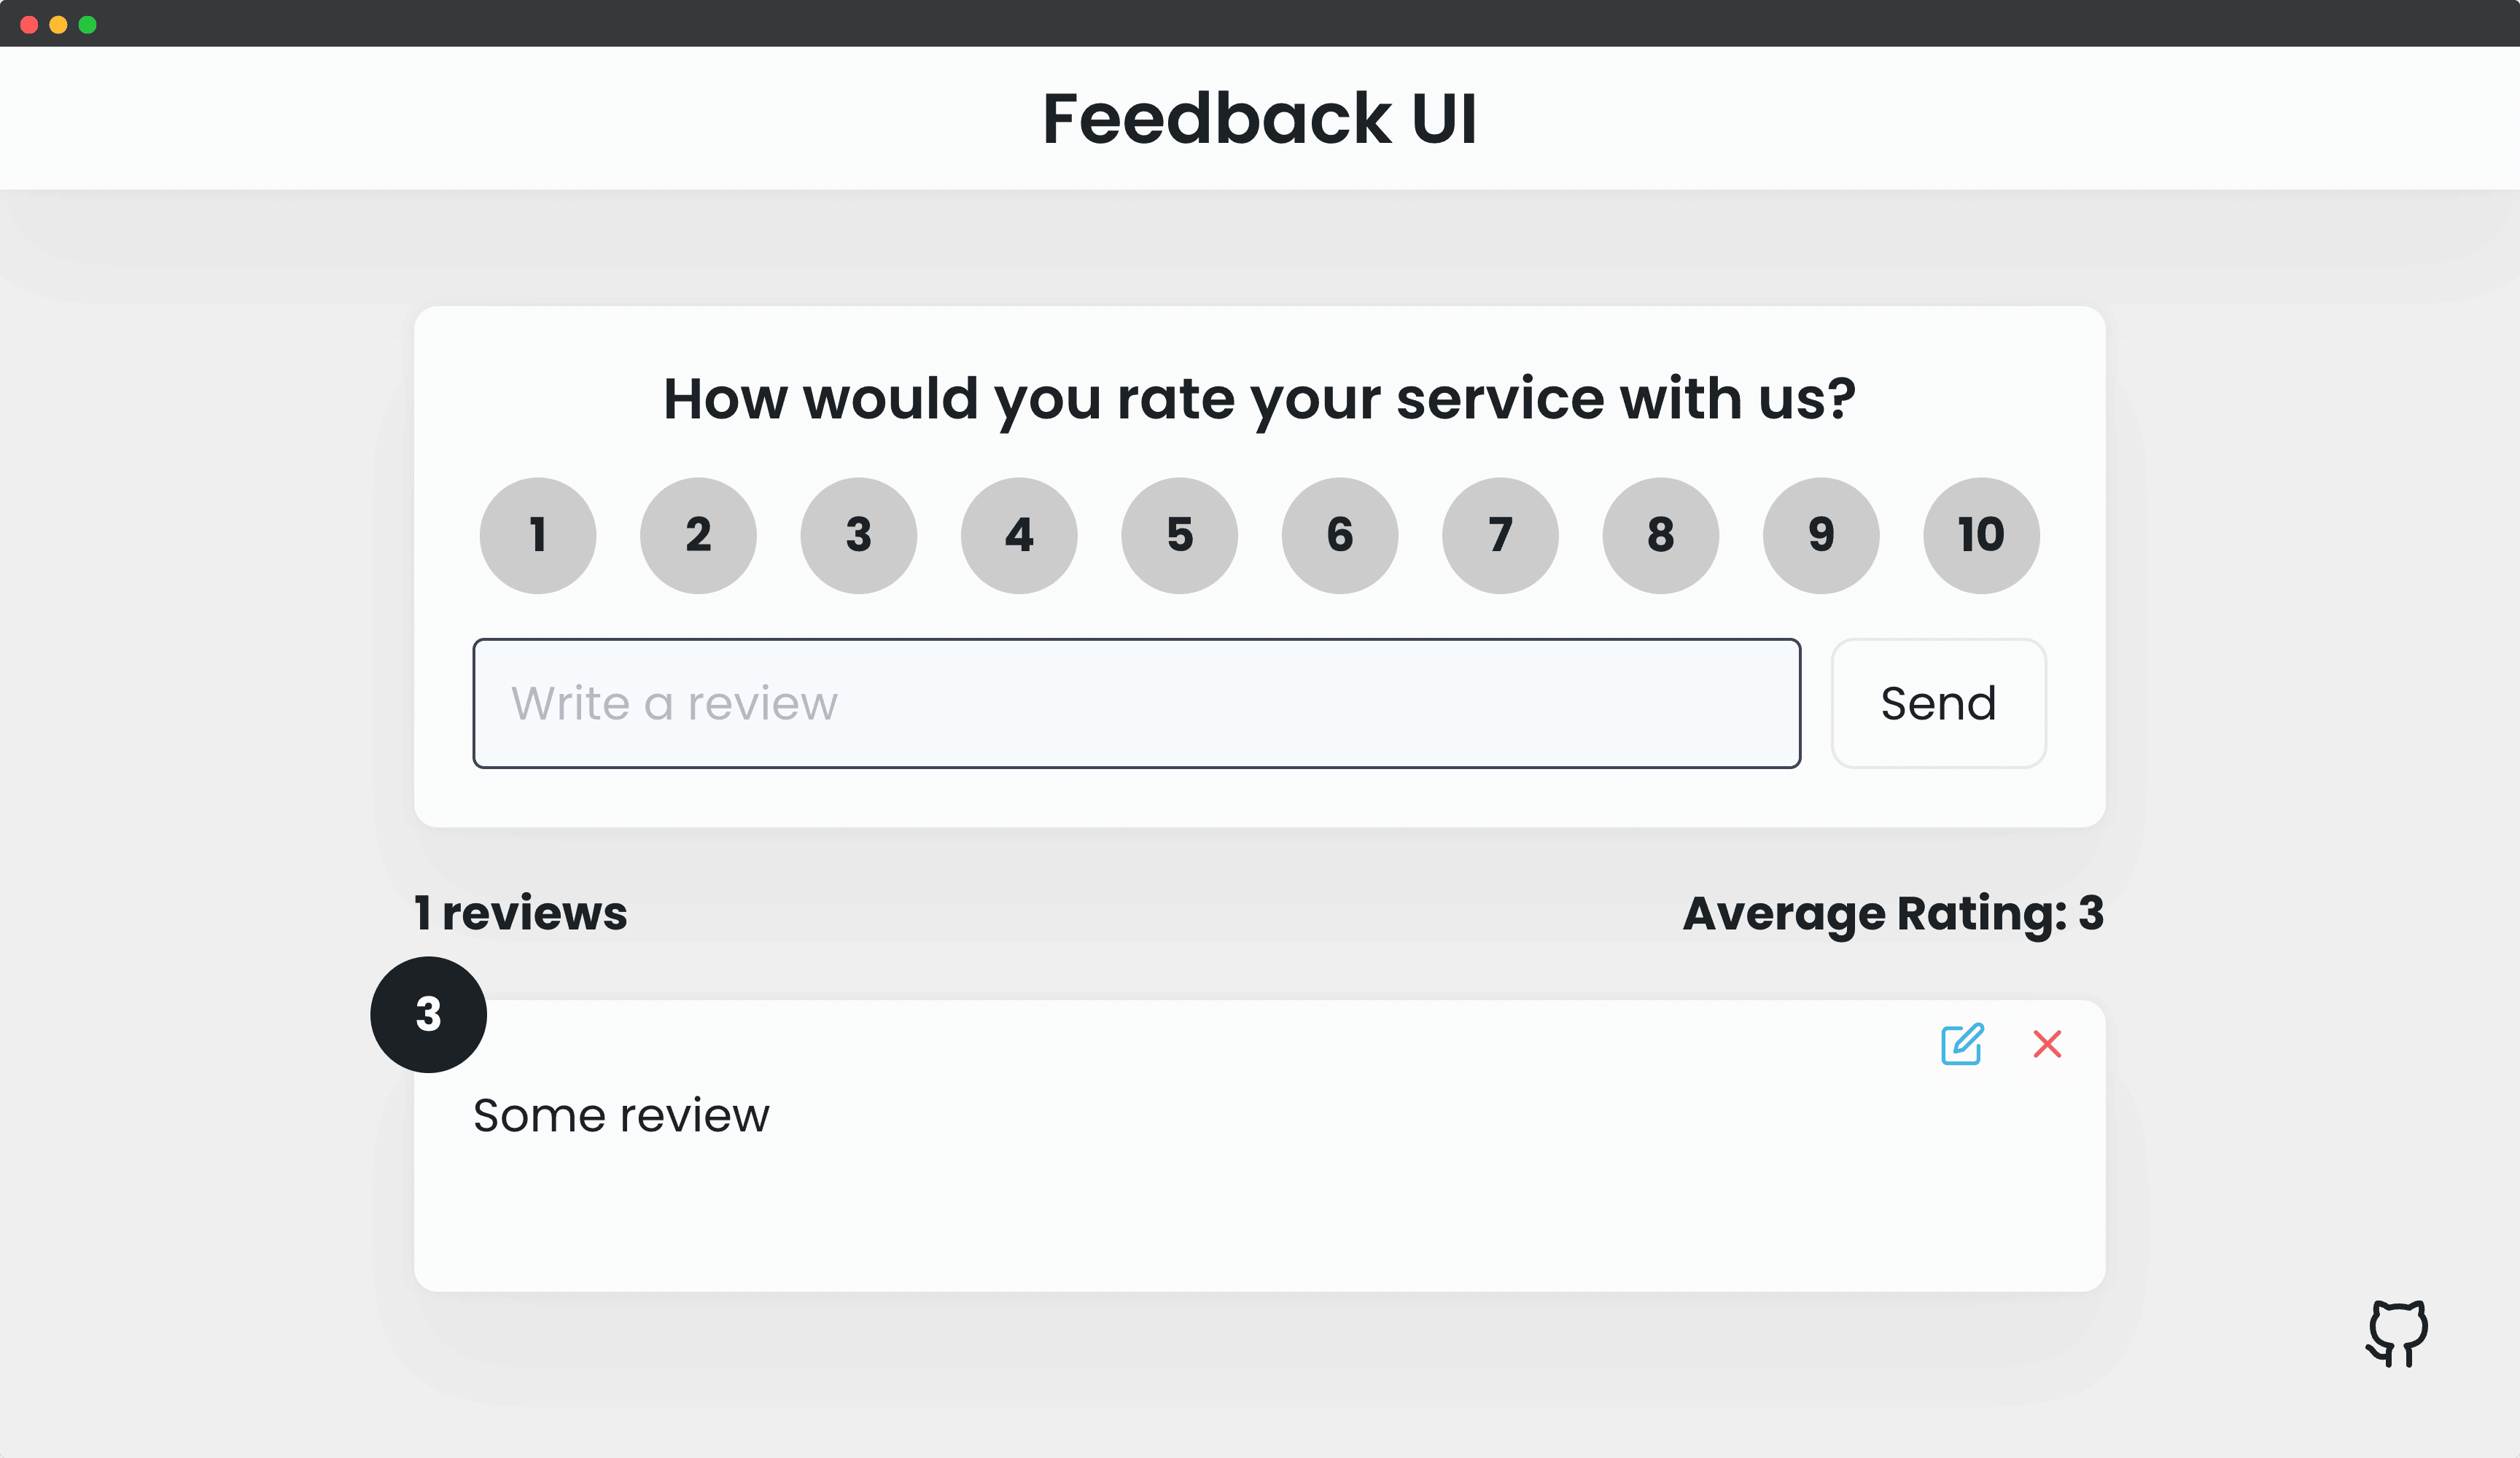 Feedback UI
How would you rate your service with us?
1 2 3 4 5 6 7 8 9 10
Write a review
Send
1 reviews
Average Rating: 3
3
Some review